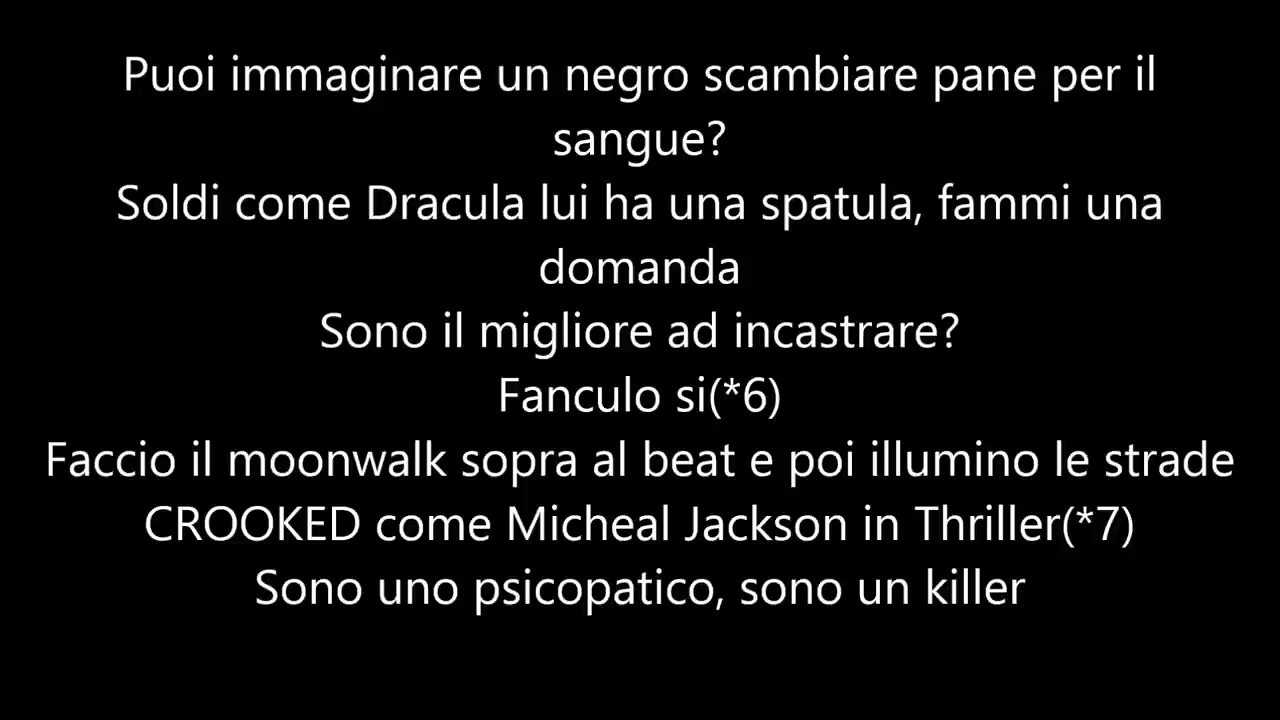 Puoi immaginare un negro scambiare pane per il
sangue?
Soldi come Dracula lui ha una spatula, fammi una
domanda
Sono il migliore ad incastrare?
Fanculo si(*6)
Faccio il moonwalk sopra al beat e poi illumino le strade
CROOKED come Micheal Jackson in Thriller(*7)
Sono uno psicopatico, sono un killer